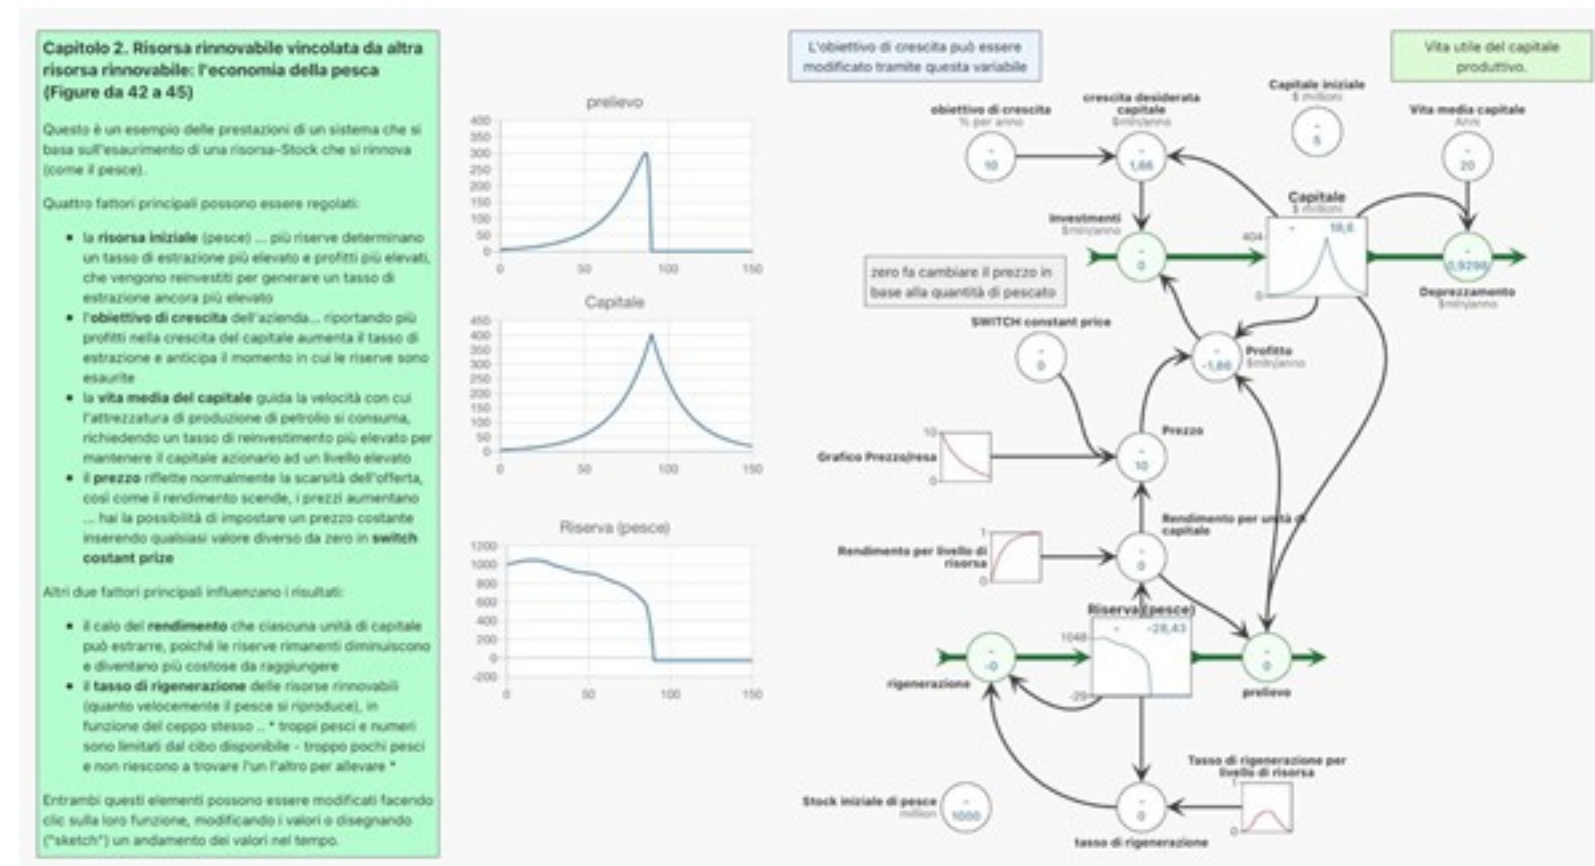 Capitolo 2. Risorsa rinnovabile vincolata da altra
risorsa rinnovabile: l'economia della pesca
(Figure da 42 a 45)
Questo è un esempio delle prestazioni di un sistema che si
basa sull'esaurimento di una risorsa-Stock che si rinnova
(come il pesce).
Quattro fattori principali possono essere regolati:
• la risorsa iniziale (pesce) ... più riserve determinano
un tasso di estrazione più elevato e profitti più elevati,
che vengono reinvestiti per generare un tasso di
estrazione ancora più elevato
• l'obiettivo di crescita dell'azienda... riportando più
profitti nella crescita del capitale aumenta il tasso di
estrazione e anticipa il momento in cui le riserve sono
esaurite
• la vita media del capitale guida la velocità con cui
l'attrezzatura di produzione di petrolio si consuma,
richiedendo un tasso di reinvestimento più elevato per
mantenere il capitale azionario ad un livello elevato
• il prezzo riflette normalmente la scarsità dell'offerta,
così come il rendimento scende, i prezzi aumentano
... hai la possibilità di impostare un prezzo costante
inserendo qualsiasi valore diverso da zero in switch
costant prize
Altri due fattori principali influenzano i risultati:
• il calo del rendimento che ciascuna unità di capitale
può estrarre, poiché le riserve rimanenti diminuiscono
e diventano più costose da raggiungere
• il tasso di rigenerazione delle risorse rinnovabili
(quanto velocemente il pesce si riproduce), in
funzione del ceppo stesso .. * troppi pesci e numeri
sono limitati dal cibo disponibile - troppo pochi pesci
e non riescono a trovare l'un l'altro per allevare *
Entrambi questi elementi possono essere modificati facendo
clic sulla loro funzione, modificando i valori o disegnando
("sketch") un andamento dei valori nel tempo.
prelievo
400
350
300
250
200
150
100
50
0
0 50 100 150
Capitale
450
400
350
300
250
200
150
100
50
0
0 50 100 150
Riserva (pesce)
1200
1000
800
600
400
200
0
-200
0 50 100 150
L'obiettivo di crescita può essere
modificato tramite questa variabile
Vita utile del capitale
produttivo.
obiettivo di crescita
% per anno
10
crescita desiderata
capitale
$mln/anno
1,86
Capitale iniziale
$ millioni
5
Vita media capitale
Anni
20
Investimenti
$mln/anno
0
Capitale
$ millioni
404
18,6
0
0,9298
Deprezzamento
$mln/anno
zero fa cambiare il prezzo in
base alla quantità di pescato
SWITCH constant price
0
Profitto
$mln/anno
-1,86
Grafico Prezzo/resa
10
0
Prezzo
10
Rendimento per livello di
risorsa
1
0
Rendimento per unità di
capitale
0
Riserva (pesce)
1048
-28,43
-29
rigenerazione
-0
prelievo
0
Stock iniziale di pesce
million
1000
Tasso di rigenerazione per
livello di risorsa
1
0
tasso di rigenerazione
0